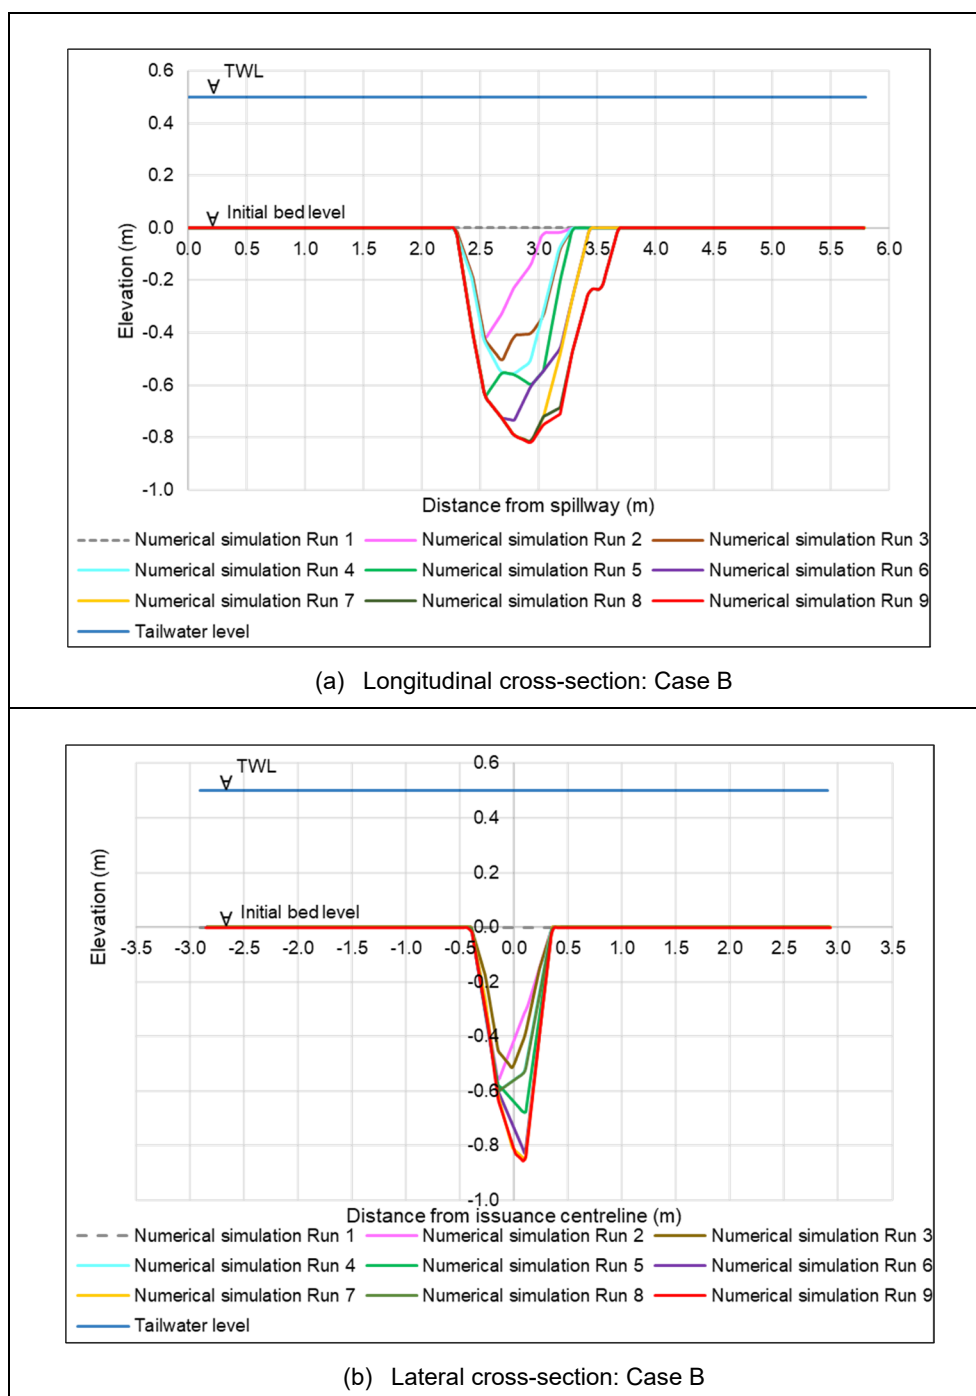 TWL
0.6
0.4
0.2
Initial bed level
0.0
0.0 0.5 1.0 1.5 2.0 2.5 3.0 3.5 4.0 4.5 5.0 5.5 6.0
-0.2
-0.4
-0.6
-0.8
-1.0
Elevation (m)
Distance from spillway (m)
Numerical simulation Run 1 Numerical simulation Run 2 Numerical simulation Run 3
Numerical simulation Run 4 Numerical simulation Run 5 Numerical simulation Run 6
Numerical simulation Run 7 Numerical simulation Run 8 Numerical simulation Run 9
Tailwater level
(a) Longitudinal cross-section: Case B
TWL
0.6
0.4
0.2
Initial bed level
0.0
-3.5 -3.0 -2.5 -2.0 -1.5 -1.0 -0.5 0.0 0.5 1.0 1.5 2.0 2.5 3.0 3.5
-0.2
-0.4
-0.6
-0.8
-1.0
Elevation (m)
Distance from issuance centreline (m)
Numerical simulation Run 1 Numerical simulation Run 2 Numerical simulation Run 3
Numerical simulation Run 4 Numerical simulation Run 5 Numerical simulation Run 6
Numerical simulation Run 7 Numerical simulation Run 8 Numerical simulation Run 9
Tailwater level
(b) Lateral cross-section: Case B